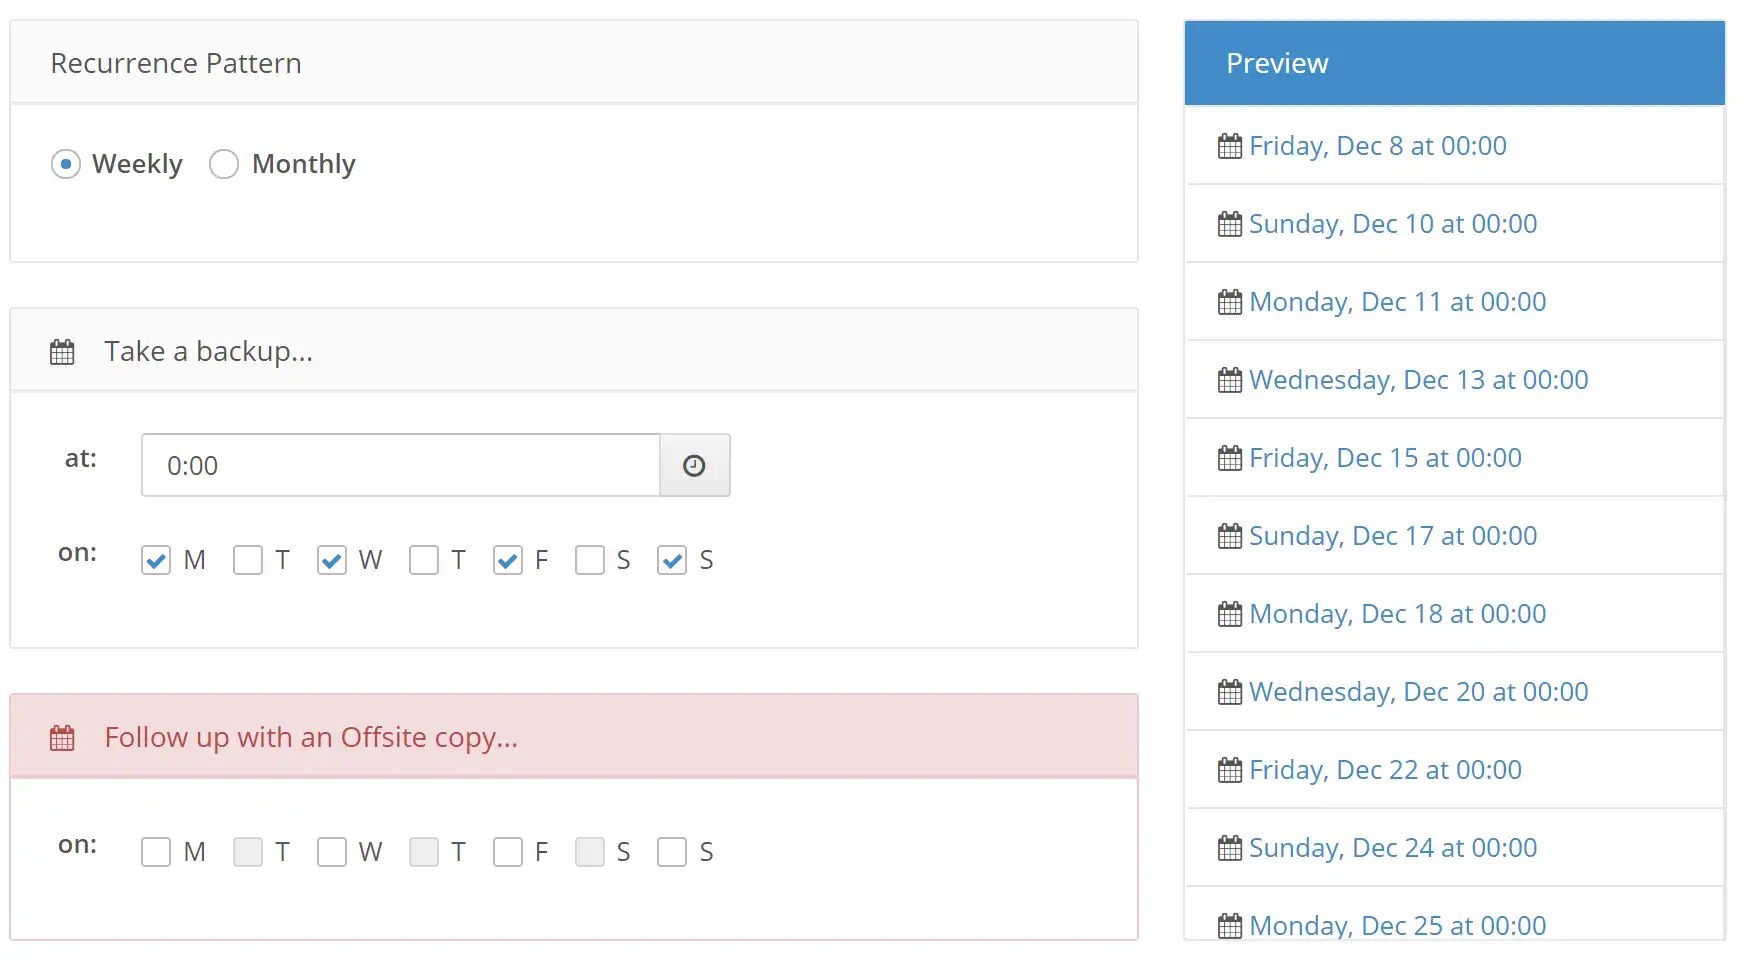 Recurrence Pattern
Weekly Monthly
Take a backup...
at: 0:00
on: M T W T F S S
Follow up with an Offsite copy...
on: M T W T F S S
Preview
Friday, Dec 8 at 00:00
Sunday, Dec 10 at 00:00
Monday, Dec 11 at 00:00
Wednesday, Dec 13 at 00:00
Friday, Dec 15 at 00:00
Sunday, Dec 17 at 00:00
Monday, Dec 18 at 00:00
Wednesday, Dec 20 at 00:00
Friday, Dec 22 at 00:00
Sunday, Dec 24 at 00:00
Monday, Dec 25 at 00:00